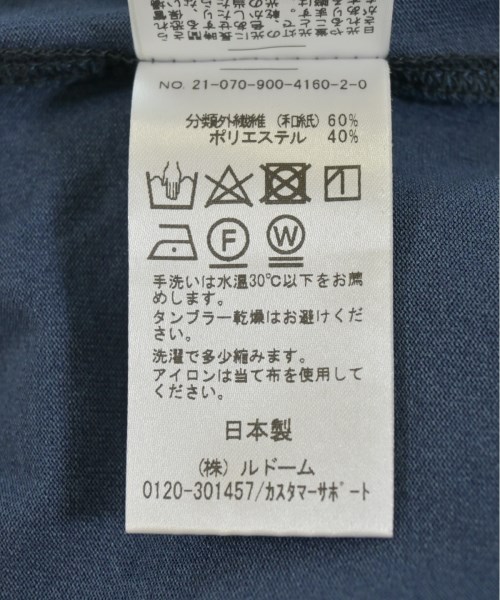 NO. 21-070-900-4160-2-0
分類外繊維（和紙）60%
ポリエステル 40%
F W
手洗いは水温30℃以下をお薦
めします。
タンブラー乾燥はお避けくださ
い。
洗濯で多少縮みます。
アイロンは当て布を使用して
ください。
日本製
（株）ルドーム
0120-301457/ｶｽﾀﾏｰｻﾎﾟｰﾄ